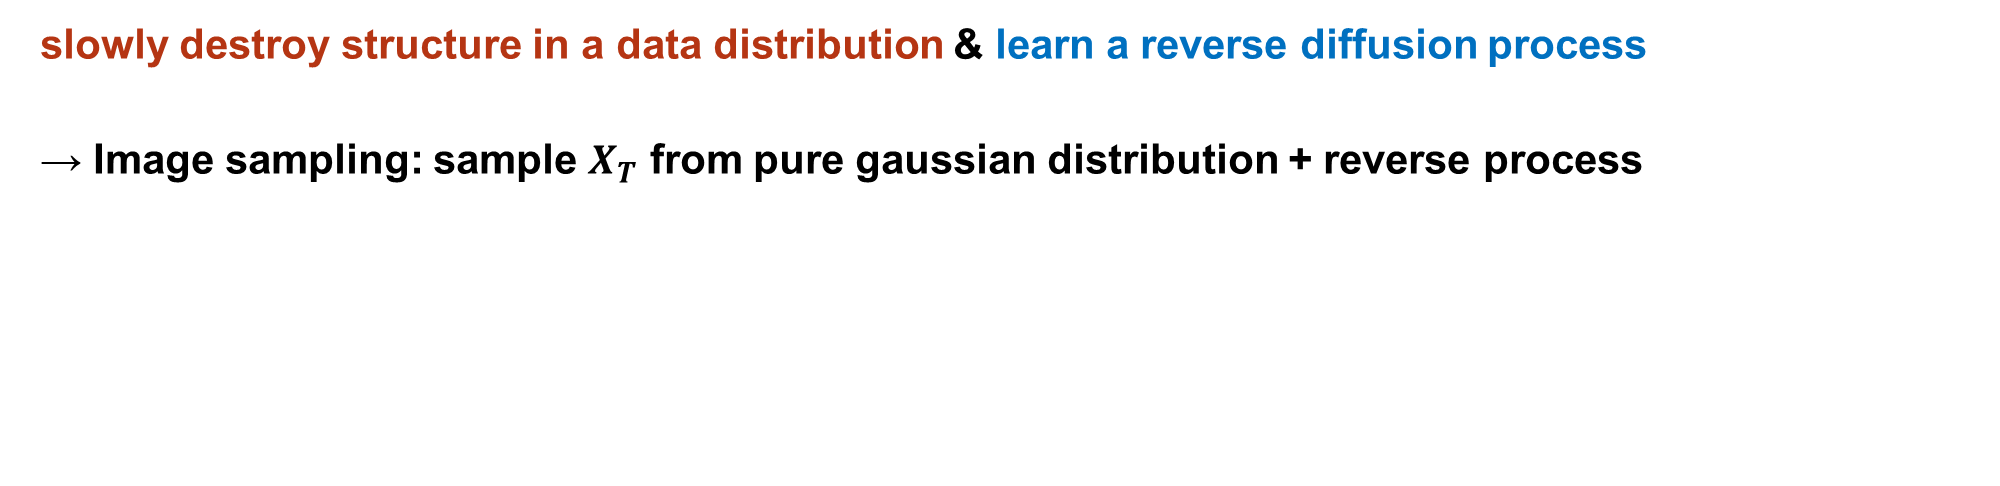 slowly destroy structure in a data distribution & learn a reverse diffusion process
→ Image sampling: sample X_T from pure gaussian distribution + reverse process